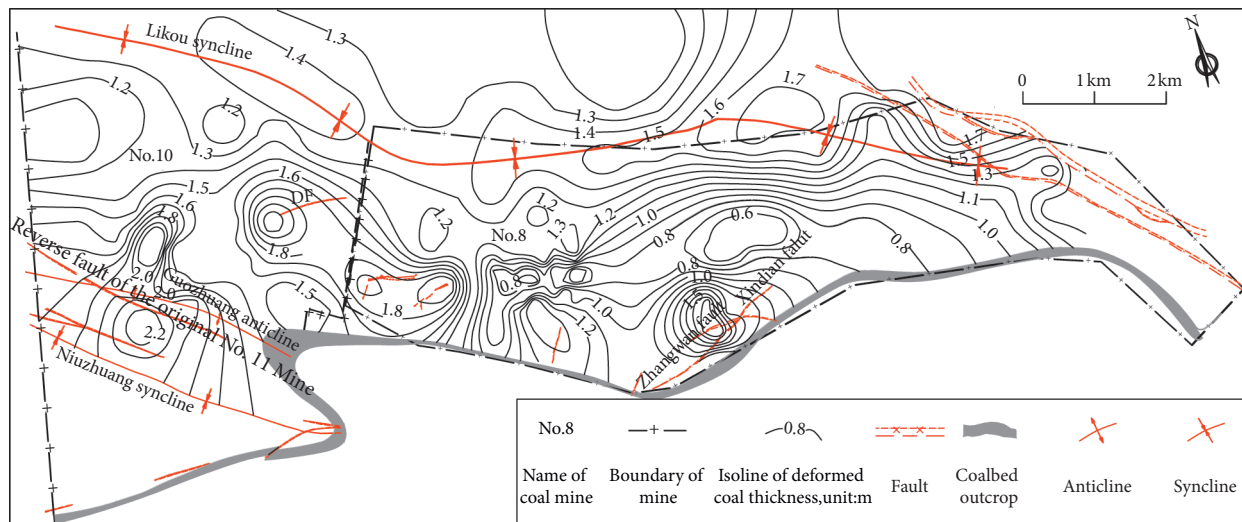 Likou syncline
1.3
1.4
1.2
1.2
1.3
No.10
1.7
1.6
1.3
1.4
1.5
N
0
1 km
2 km
1.7
1.5
1.3
1.1
1.0
1.5
1.6
1.8
1.6
DF
1.8
1.2
1.2
1.3
No.8
1.2
1.0
0.8
0.6
0.8
0.8
1.0
0.8
2.0
2.0
2.2
1.5
1.8
1.0
1.2
Reverse fault of the original No. 11 Mine
Guozhuang anticline
Niuzhuang syncline
Zhangwan fault
Xindian falut
No.8
0.8
Name of
coal mine
Boundary of
mine
Isoline of deformed
coal thickness,unit:m
Fault
Coalbed
outcrop
Anticline
Syncline